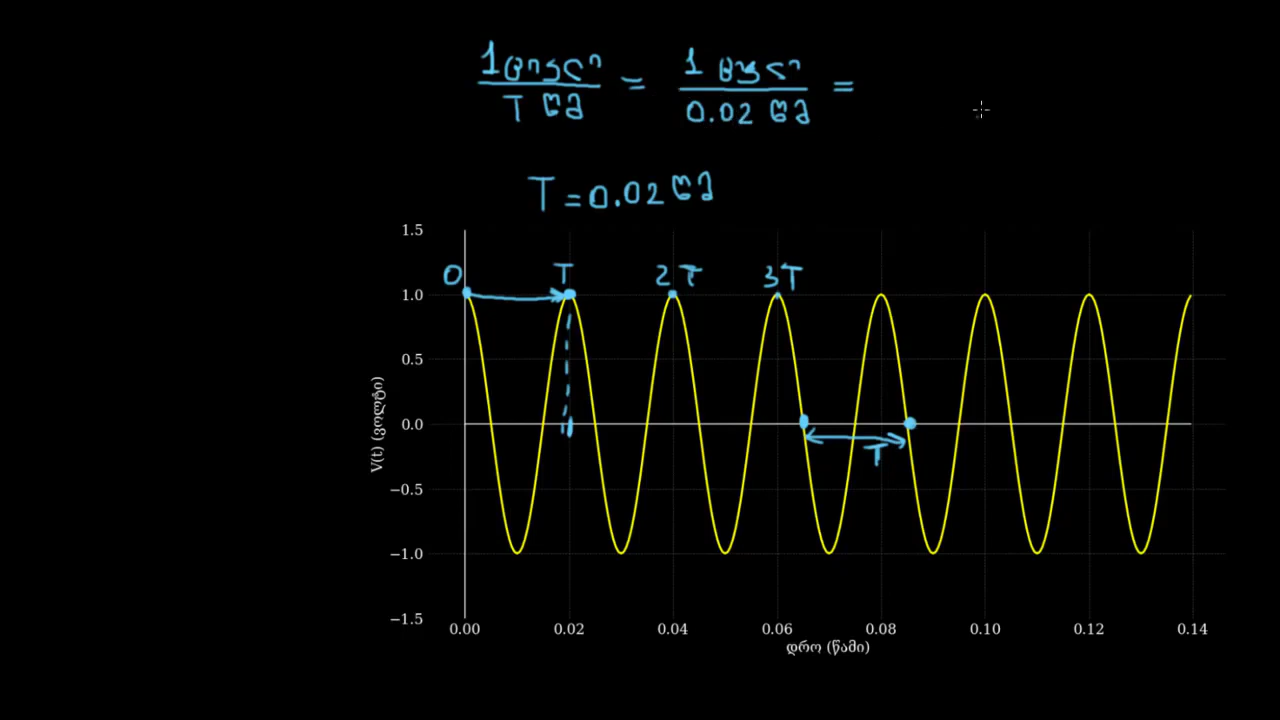 1 ციკლი / T წმ = 1 ციკლი / 0.02 წმ =
T = 0.02 წმ
1.5
0 T 2T 3T
1.0
0.5
0.0
T
−0.5
−1.0
−1.5
V(t) (ვოლტი)
0.00 0.02 0.04 0.06 0.08 0.10 0.12 0.14
დრო (წამი)